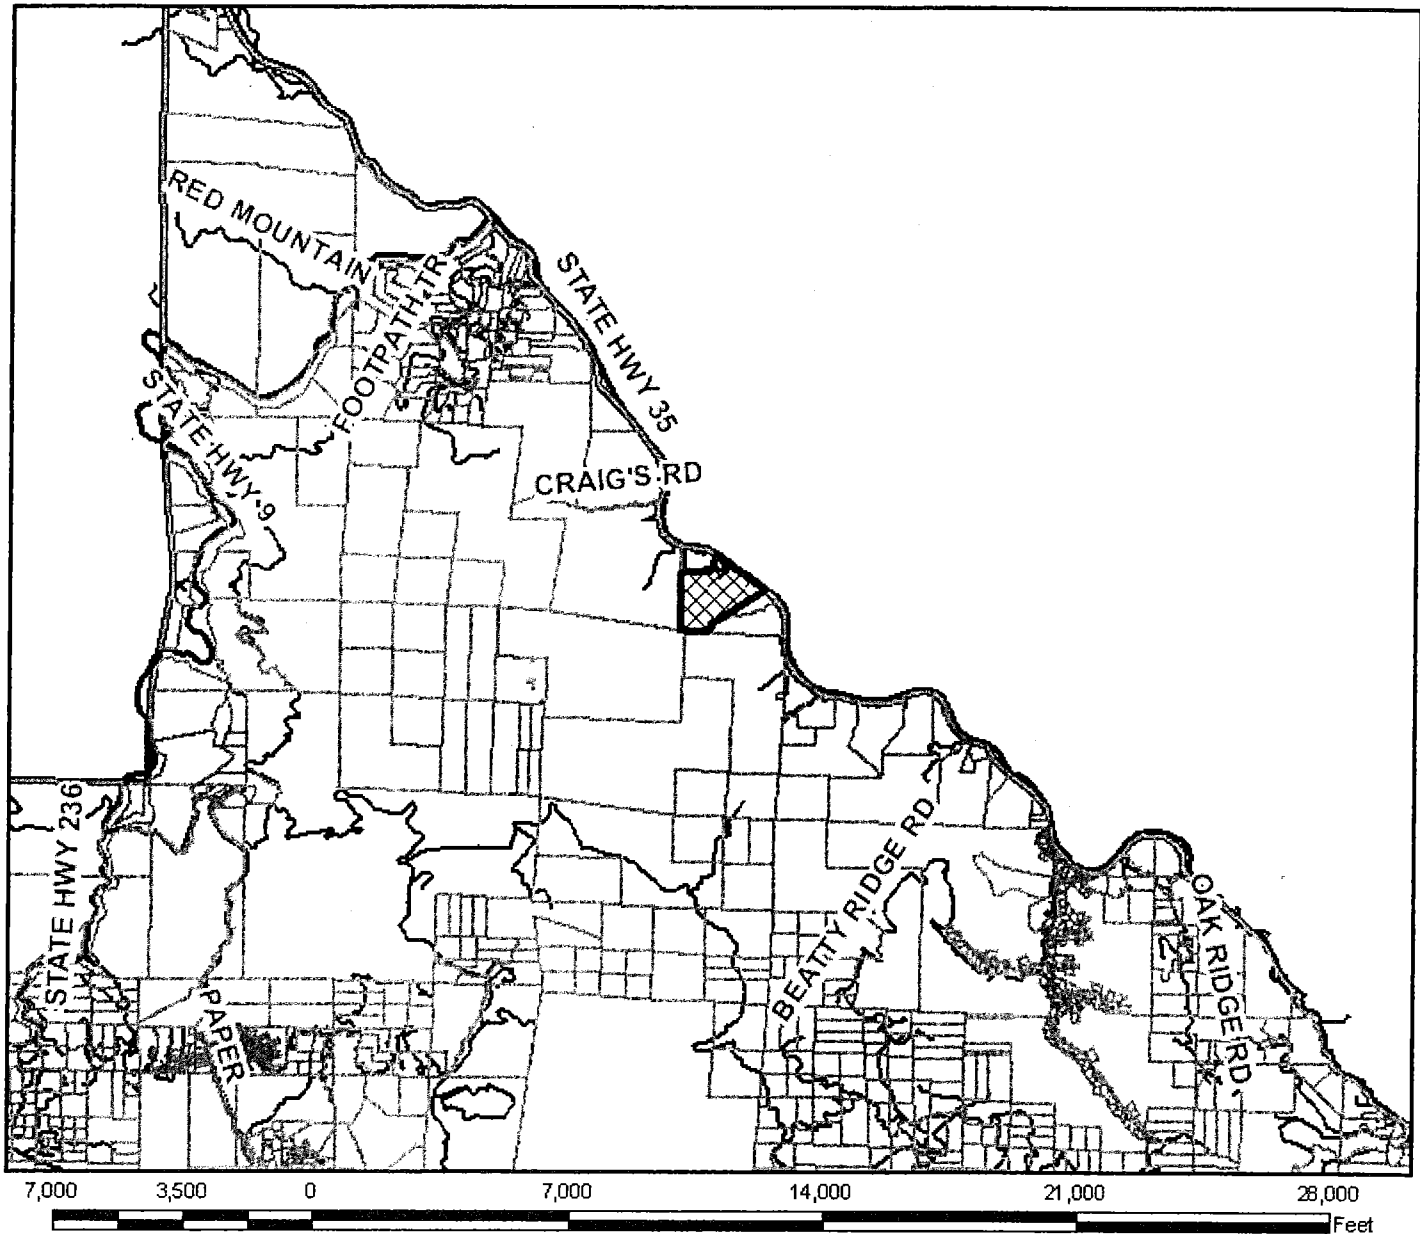 RED MOUNTAIN
FOOTPATH TR
STATE HWY 35
STATE HWY 9
CRAIG'S RD
STATE HWY 236
BEATTY RIDGE RD
OAK RIDGE RD
PAPER
7,000 3,500 0 7,000 14,000 21,000 28,000
Feet